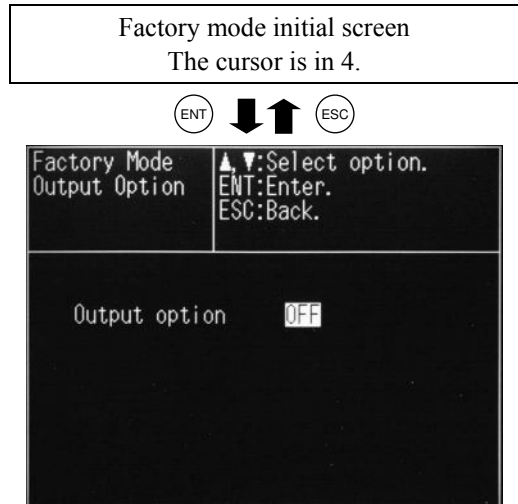 Factory mode initial screen
The cursor is in 4.
ENT ESC
Factory Mode
Output Option
▲,▼:Select option.
ENT:Enter.
ESC:Back.
Output option OFF